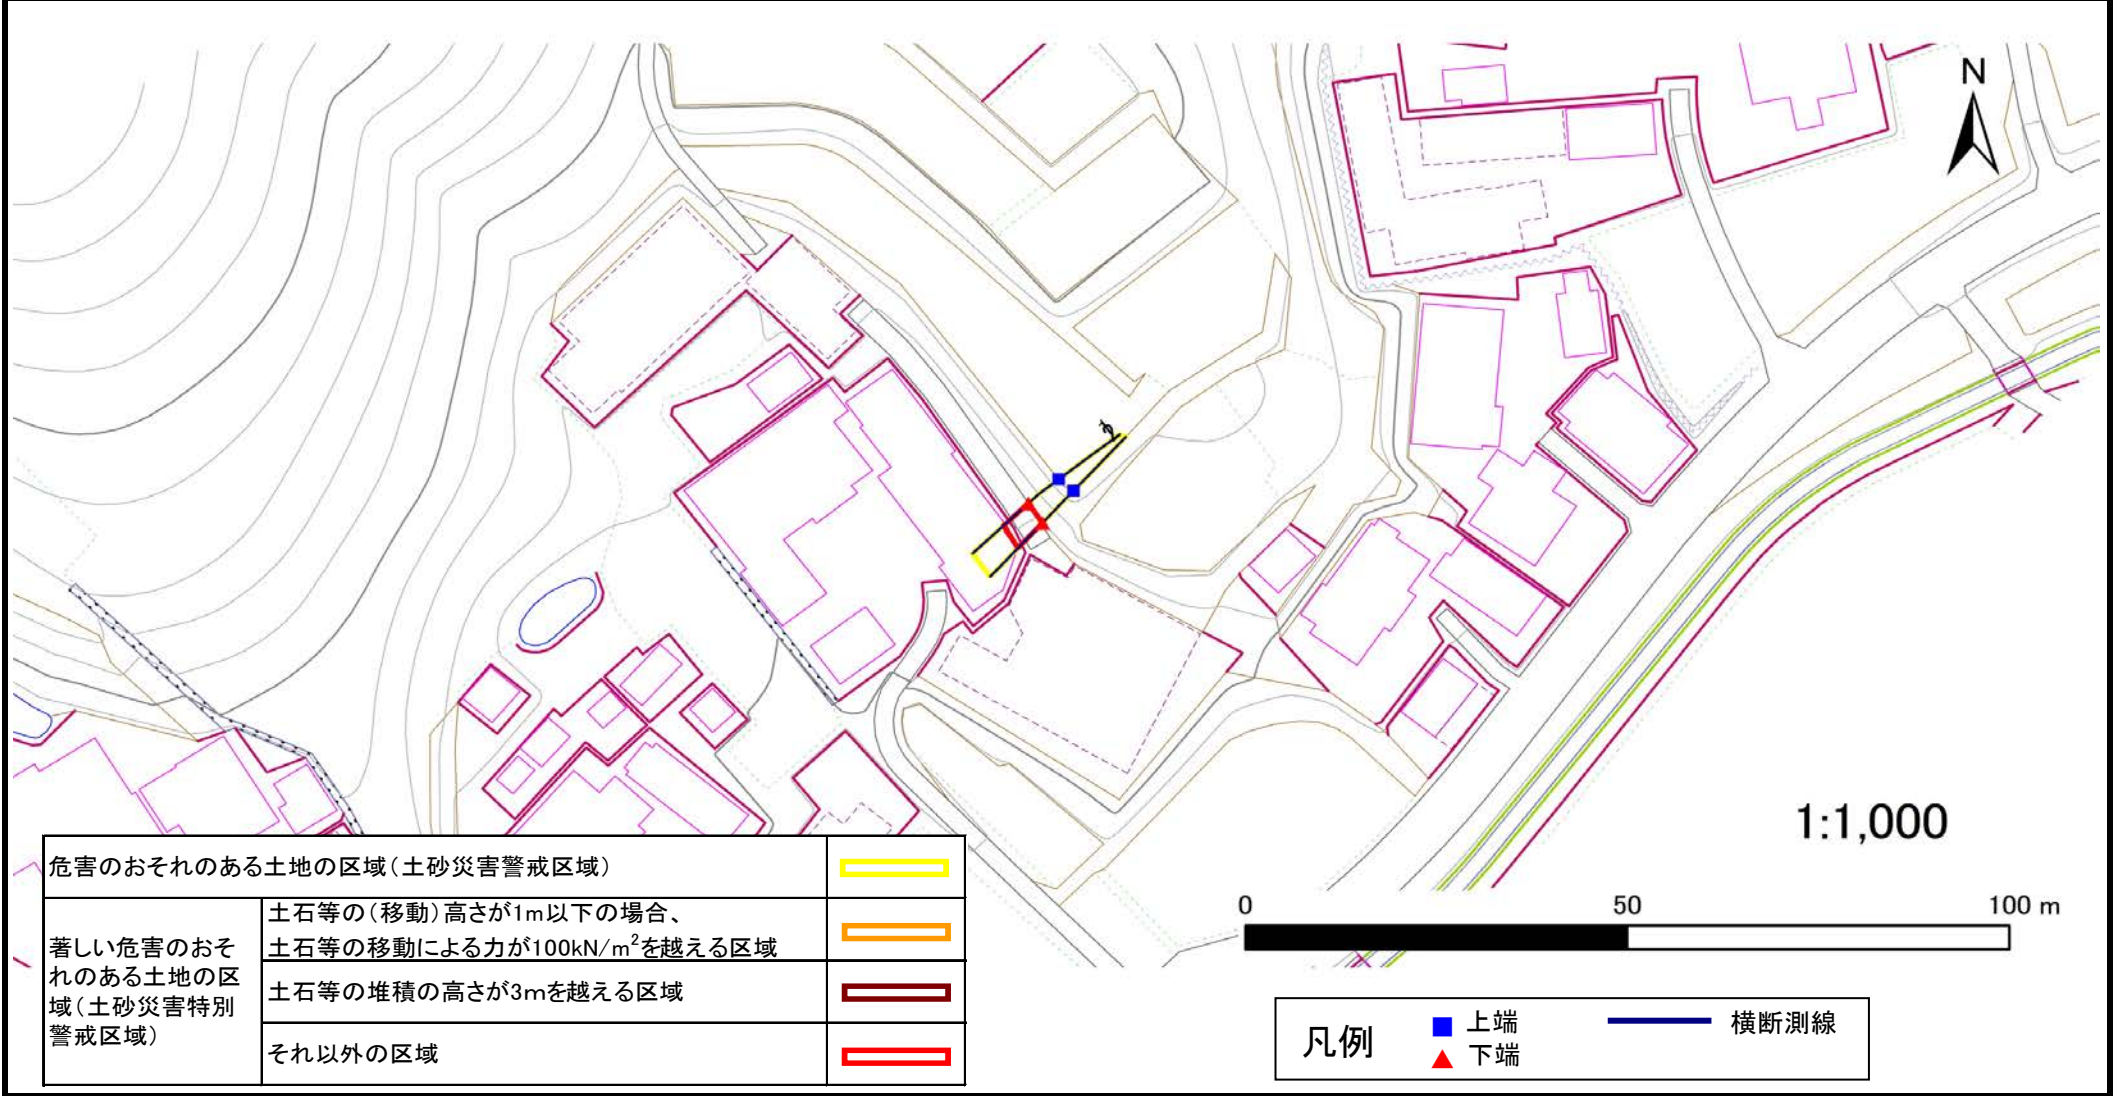 N
1:1,000
0 50 100 m
危害のおそれのある土地の区域(土砂災害警戒区域)
著しい危害のおそ
れのある土地の区
域(土砂災害特別
警戒区域)
土石等の(移動)高さが1m以下の場合、
土石等の移動による力が100kN/m²を越える区域
土石等の堆積の高さが3mを越える区域
それ以外の区域
凡例
上端
下端
横断測線